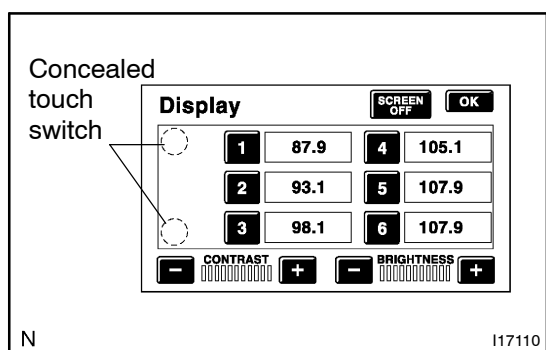 Concealed
touch
switch
Display
SCREEN
OFF
OK
1 87.9 4 105.1
2 93.1 5 107.9
3 98.1 6 107.9
− CONTRAST + − BRIGHTNESS +
N I17110